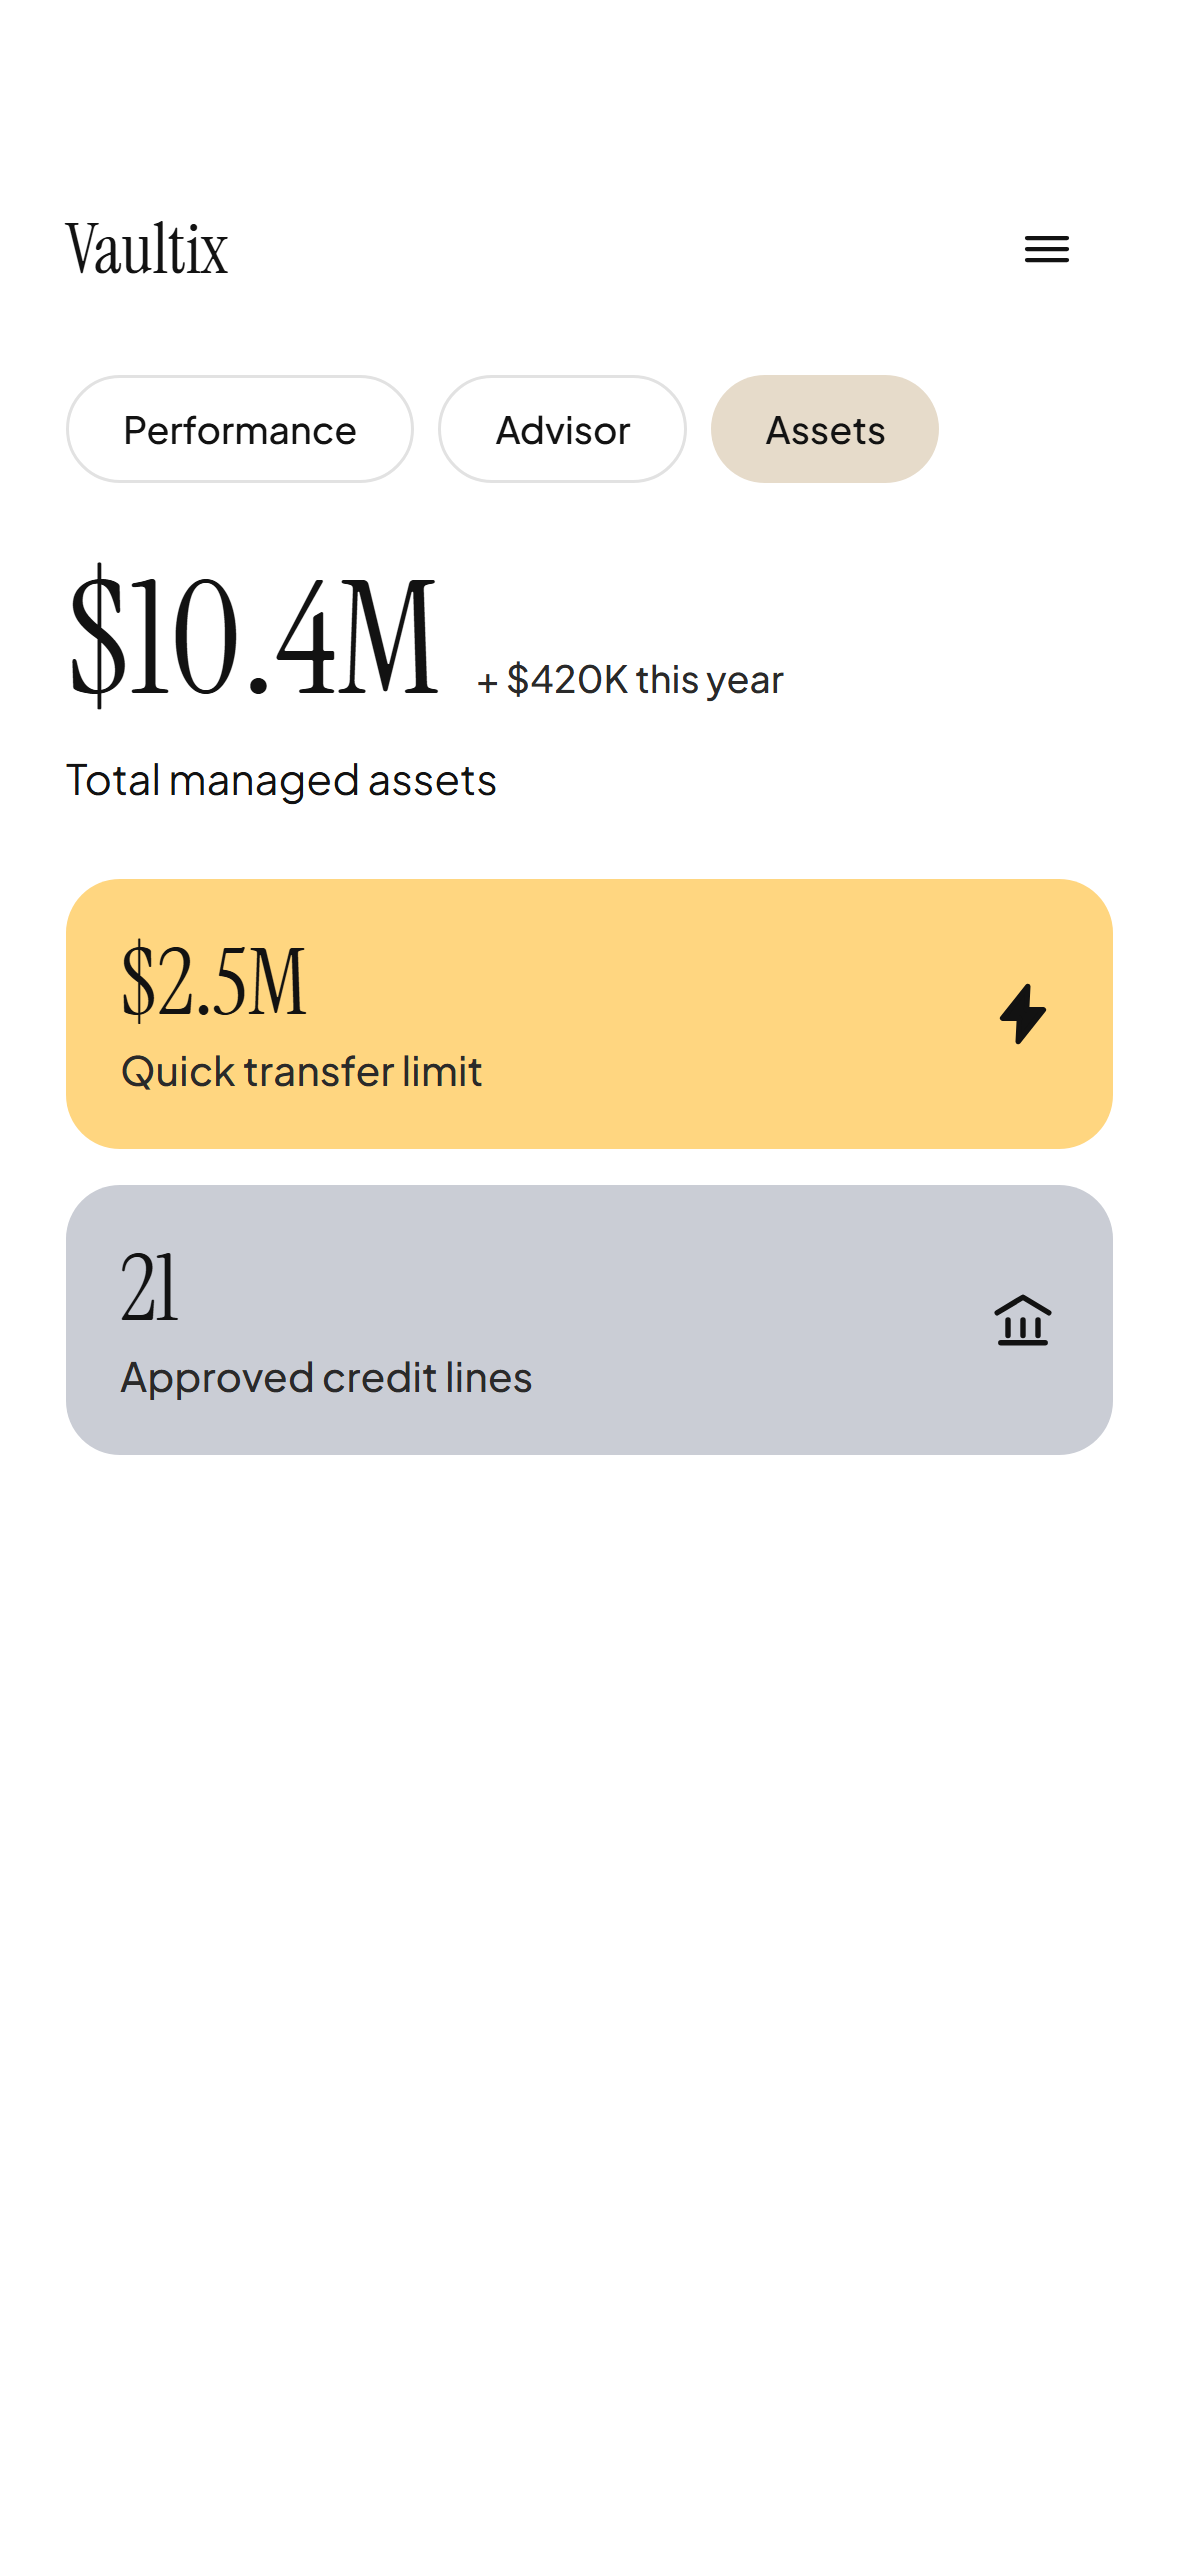 Vaultix
Performance Advisor Assets
$10.4M + $420K this year
Total managed assets
$2.5M
Quick transfer limit
21
Approved credit lines